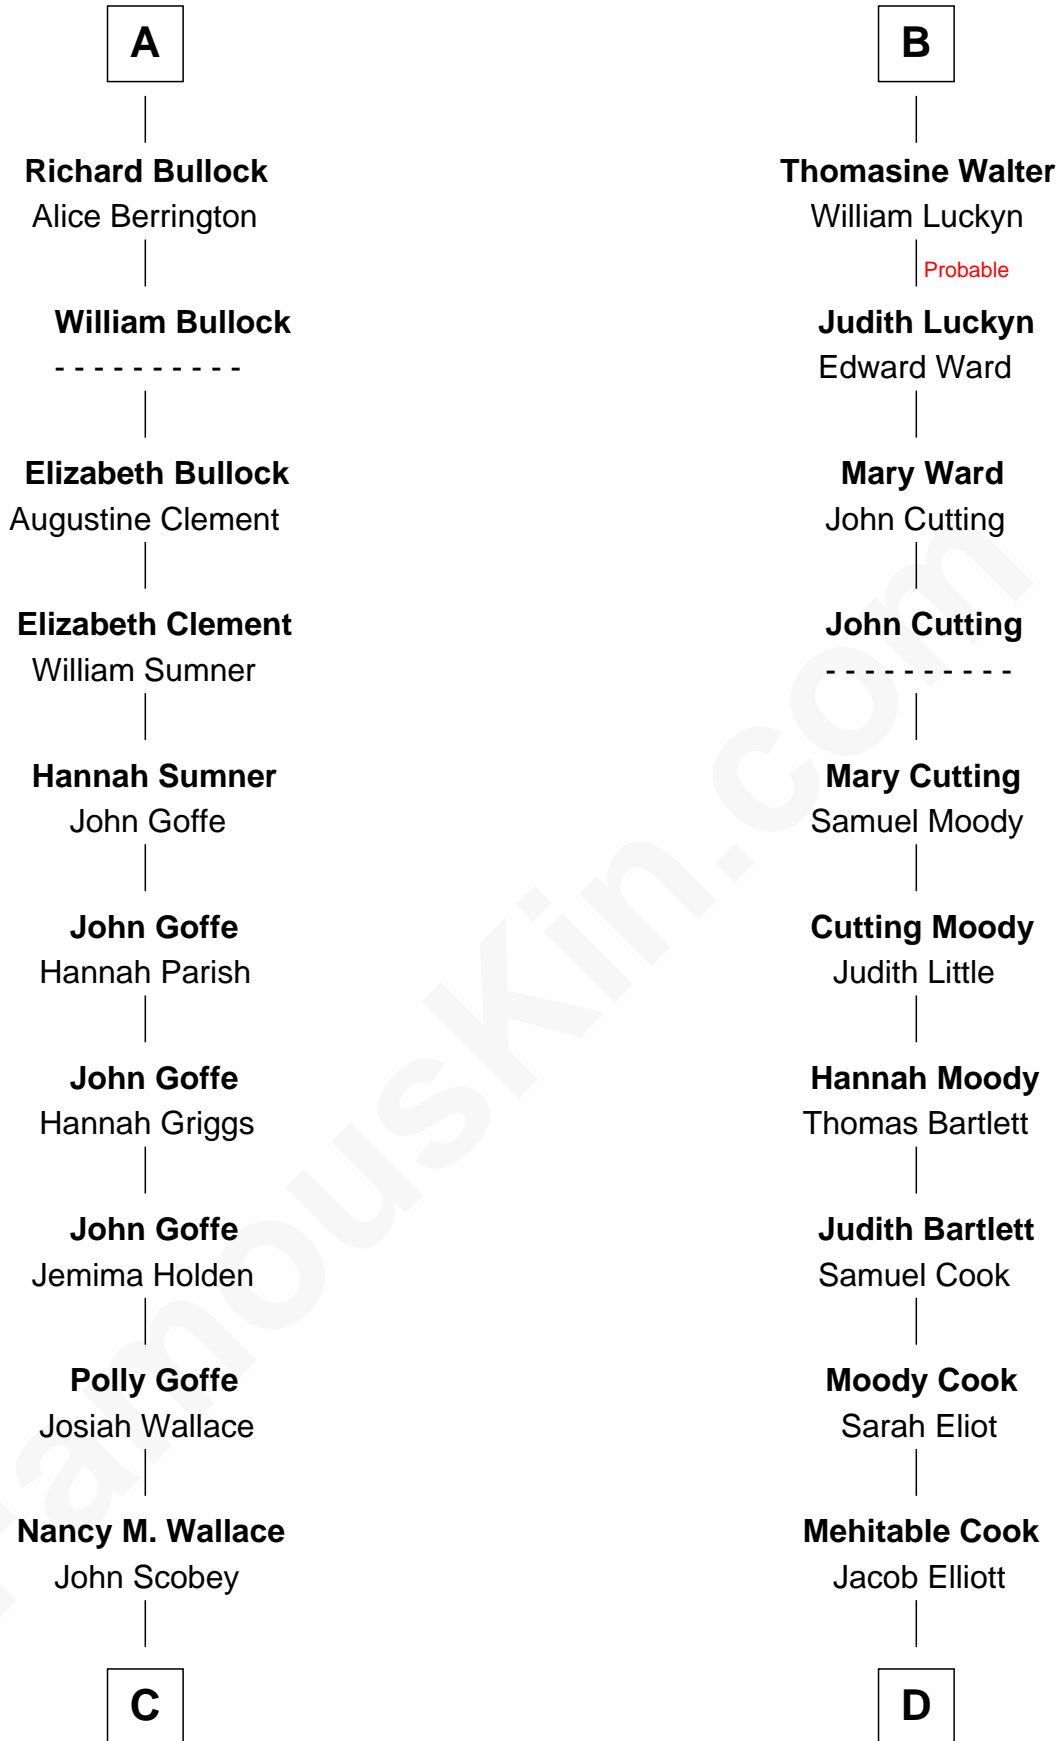 A
Richard Bullock
Alice Berrington
William Bullock
- - - - - - - - - -
Elizabeth Bullock
Augustine Clement
Elizabeth Clement
William Sumner
Hannah Sumner
John Goffe
John Goffe
Hannah Parish
John Goffe
Hannah Griggs
John Goffe
Jemima Holden
Polly Goffe
Josiah Wallace
Nancy M. Wallace
John Scobey
C
B
Thomasine Walter
William Luckyn
Probable
Judith Luckyn
Edward Ward
Mary Ward
John Cutting
John Cutting
- - - - - - - - - -
Mary Cutting
Samuel Moody
Cutting Moody
Judith Little
Hannah Moody
Thomas Bartlett
Judith Bartlett
Samuel Cook
Moody Cook
Sarah Eliot
Mehitable Cook
Jacob Elliott
D
FamousKin.com